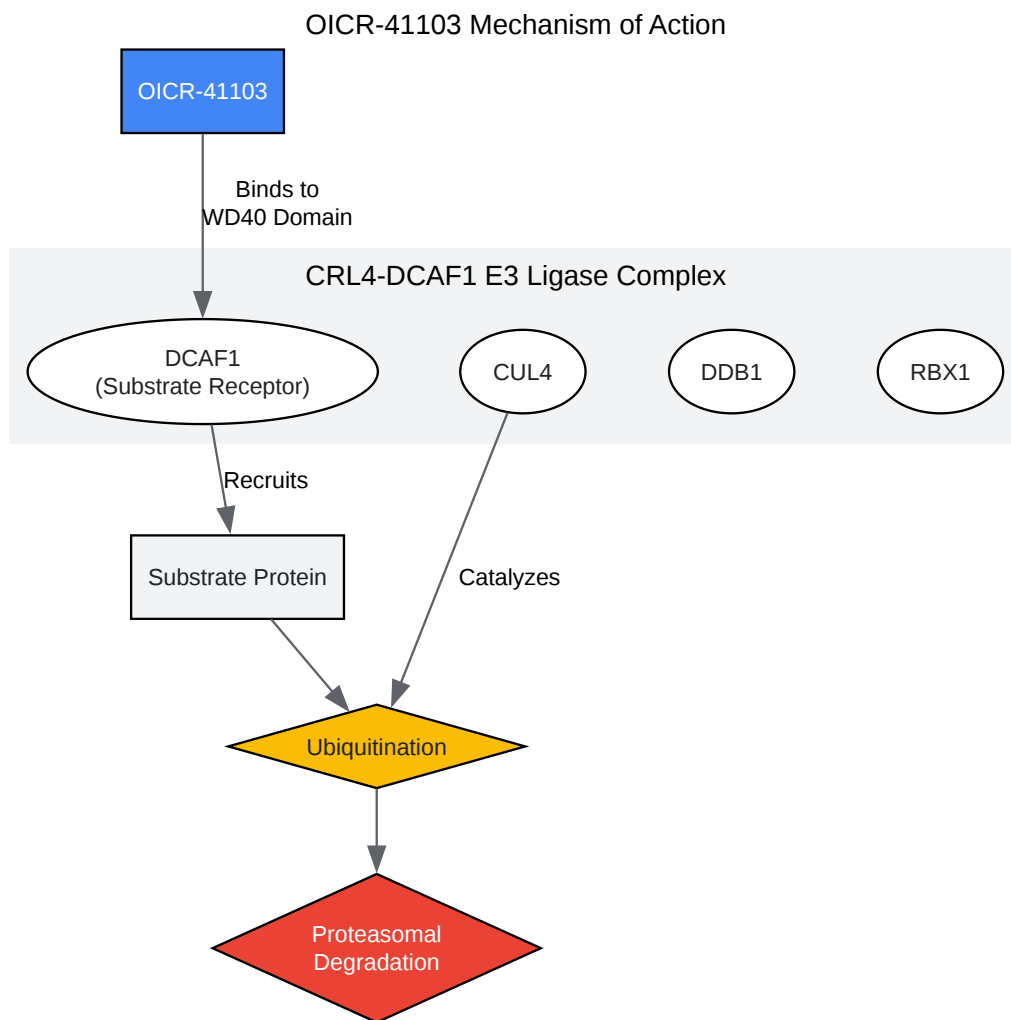 OICR-41103 Mechanism of Action
OICR-41103
Binds to
WD40 Domain
CRL4-DCAF1 E3 Ligase Complex
DCAF1
(Substrate Receptor)
CUL4
DDB1
RBX1
Recruits
Substrate Protein
Catalyzes
Ubiquitination
Proteasomal
Degradation